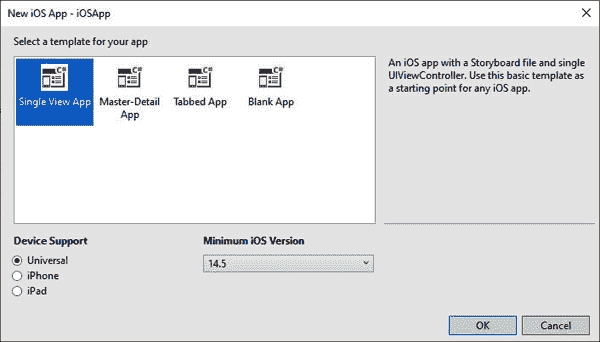 New iOS App - iOSApp
Select a template for your app
C#
C#
C#
C#
Single View App
Master-Detail
App
Tabbed App
Blank App
An iOS app with a Storyboard file and single
UIViewController. Use this basic template as
a starting point for any iOS app.
Device Support
Universal
iPhone
iPad
Minimum iOS Version
14.5
OK
Cancel